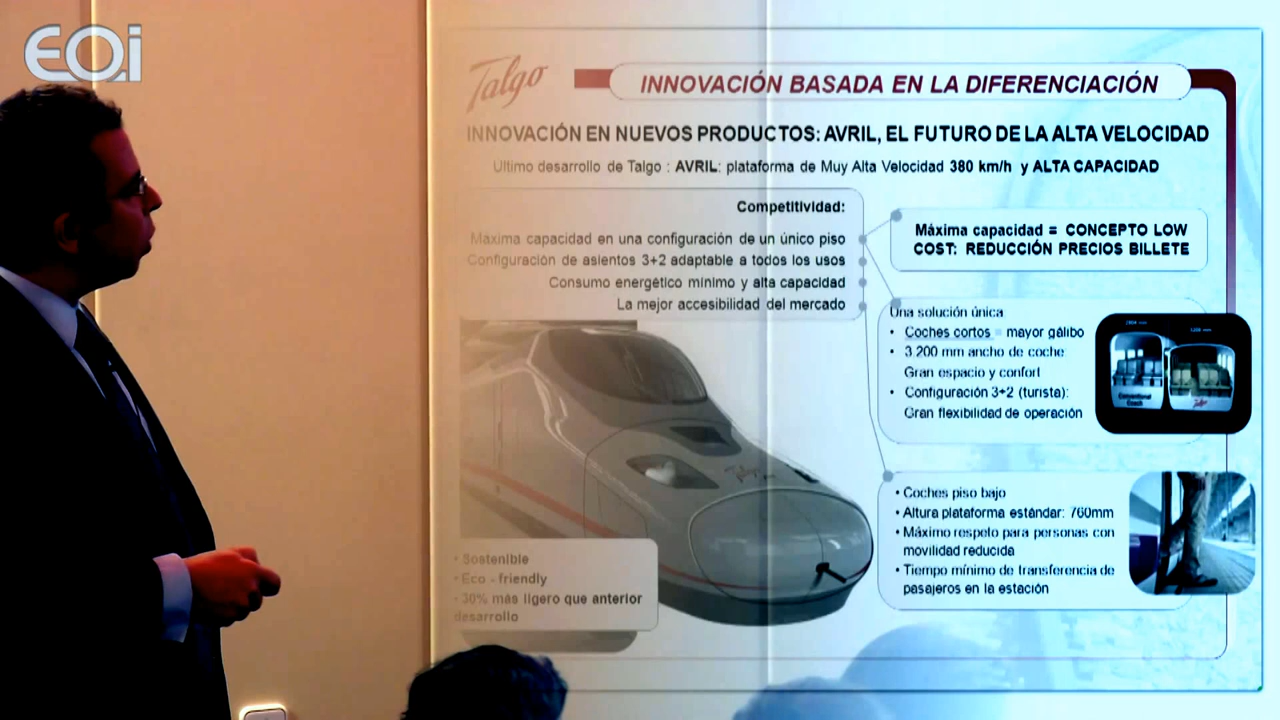 EOi
Talgo
INNOVACIÓN BASADA EN LA DIFERENCIACIÓN
INNOVACIÓN EN NUEVOS PRODUCTOS: AVRIL, EL FUTURO DE LA ALTA VELOCIDAD
Ultimo desarrollo de Talgo : AVRIL: plataforma de Muy Alta Velocidad 380 km/h y ALTA CAPACIDAD
Competitividad:
Máxima capacidad en una configuración de un único piso
Configuración de asientos 3+2 adaptable a todos los usos
Consumo energético mínimo y alta capacidad
La mejor accesibilidad del mercado
Máxima capacidad = CONCEPTO LOW
COST: REDUCCIÓN PRECIOS BILLETE
Una solución única
• Coches cortos = mayor gálibo
• 3.200 mm ancho de coche
Gran espacio y confort
• Configuración 3+2 (turista):
Gran flexibilidad de operación
Conventional
Coach
Talgo
• Coches piso bajo
• Altura plataforma estándar: 760mm
• Máximo respeto para personas con
movilidad reducida
• Tiempo mínimo de transferencia de
pasajeros en la estación
Talgo
- Sostenible
- Eco - friendly
- 30% más ligero que anterior
desarrollo